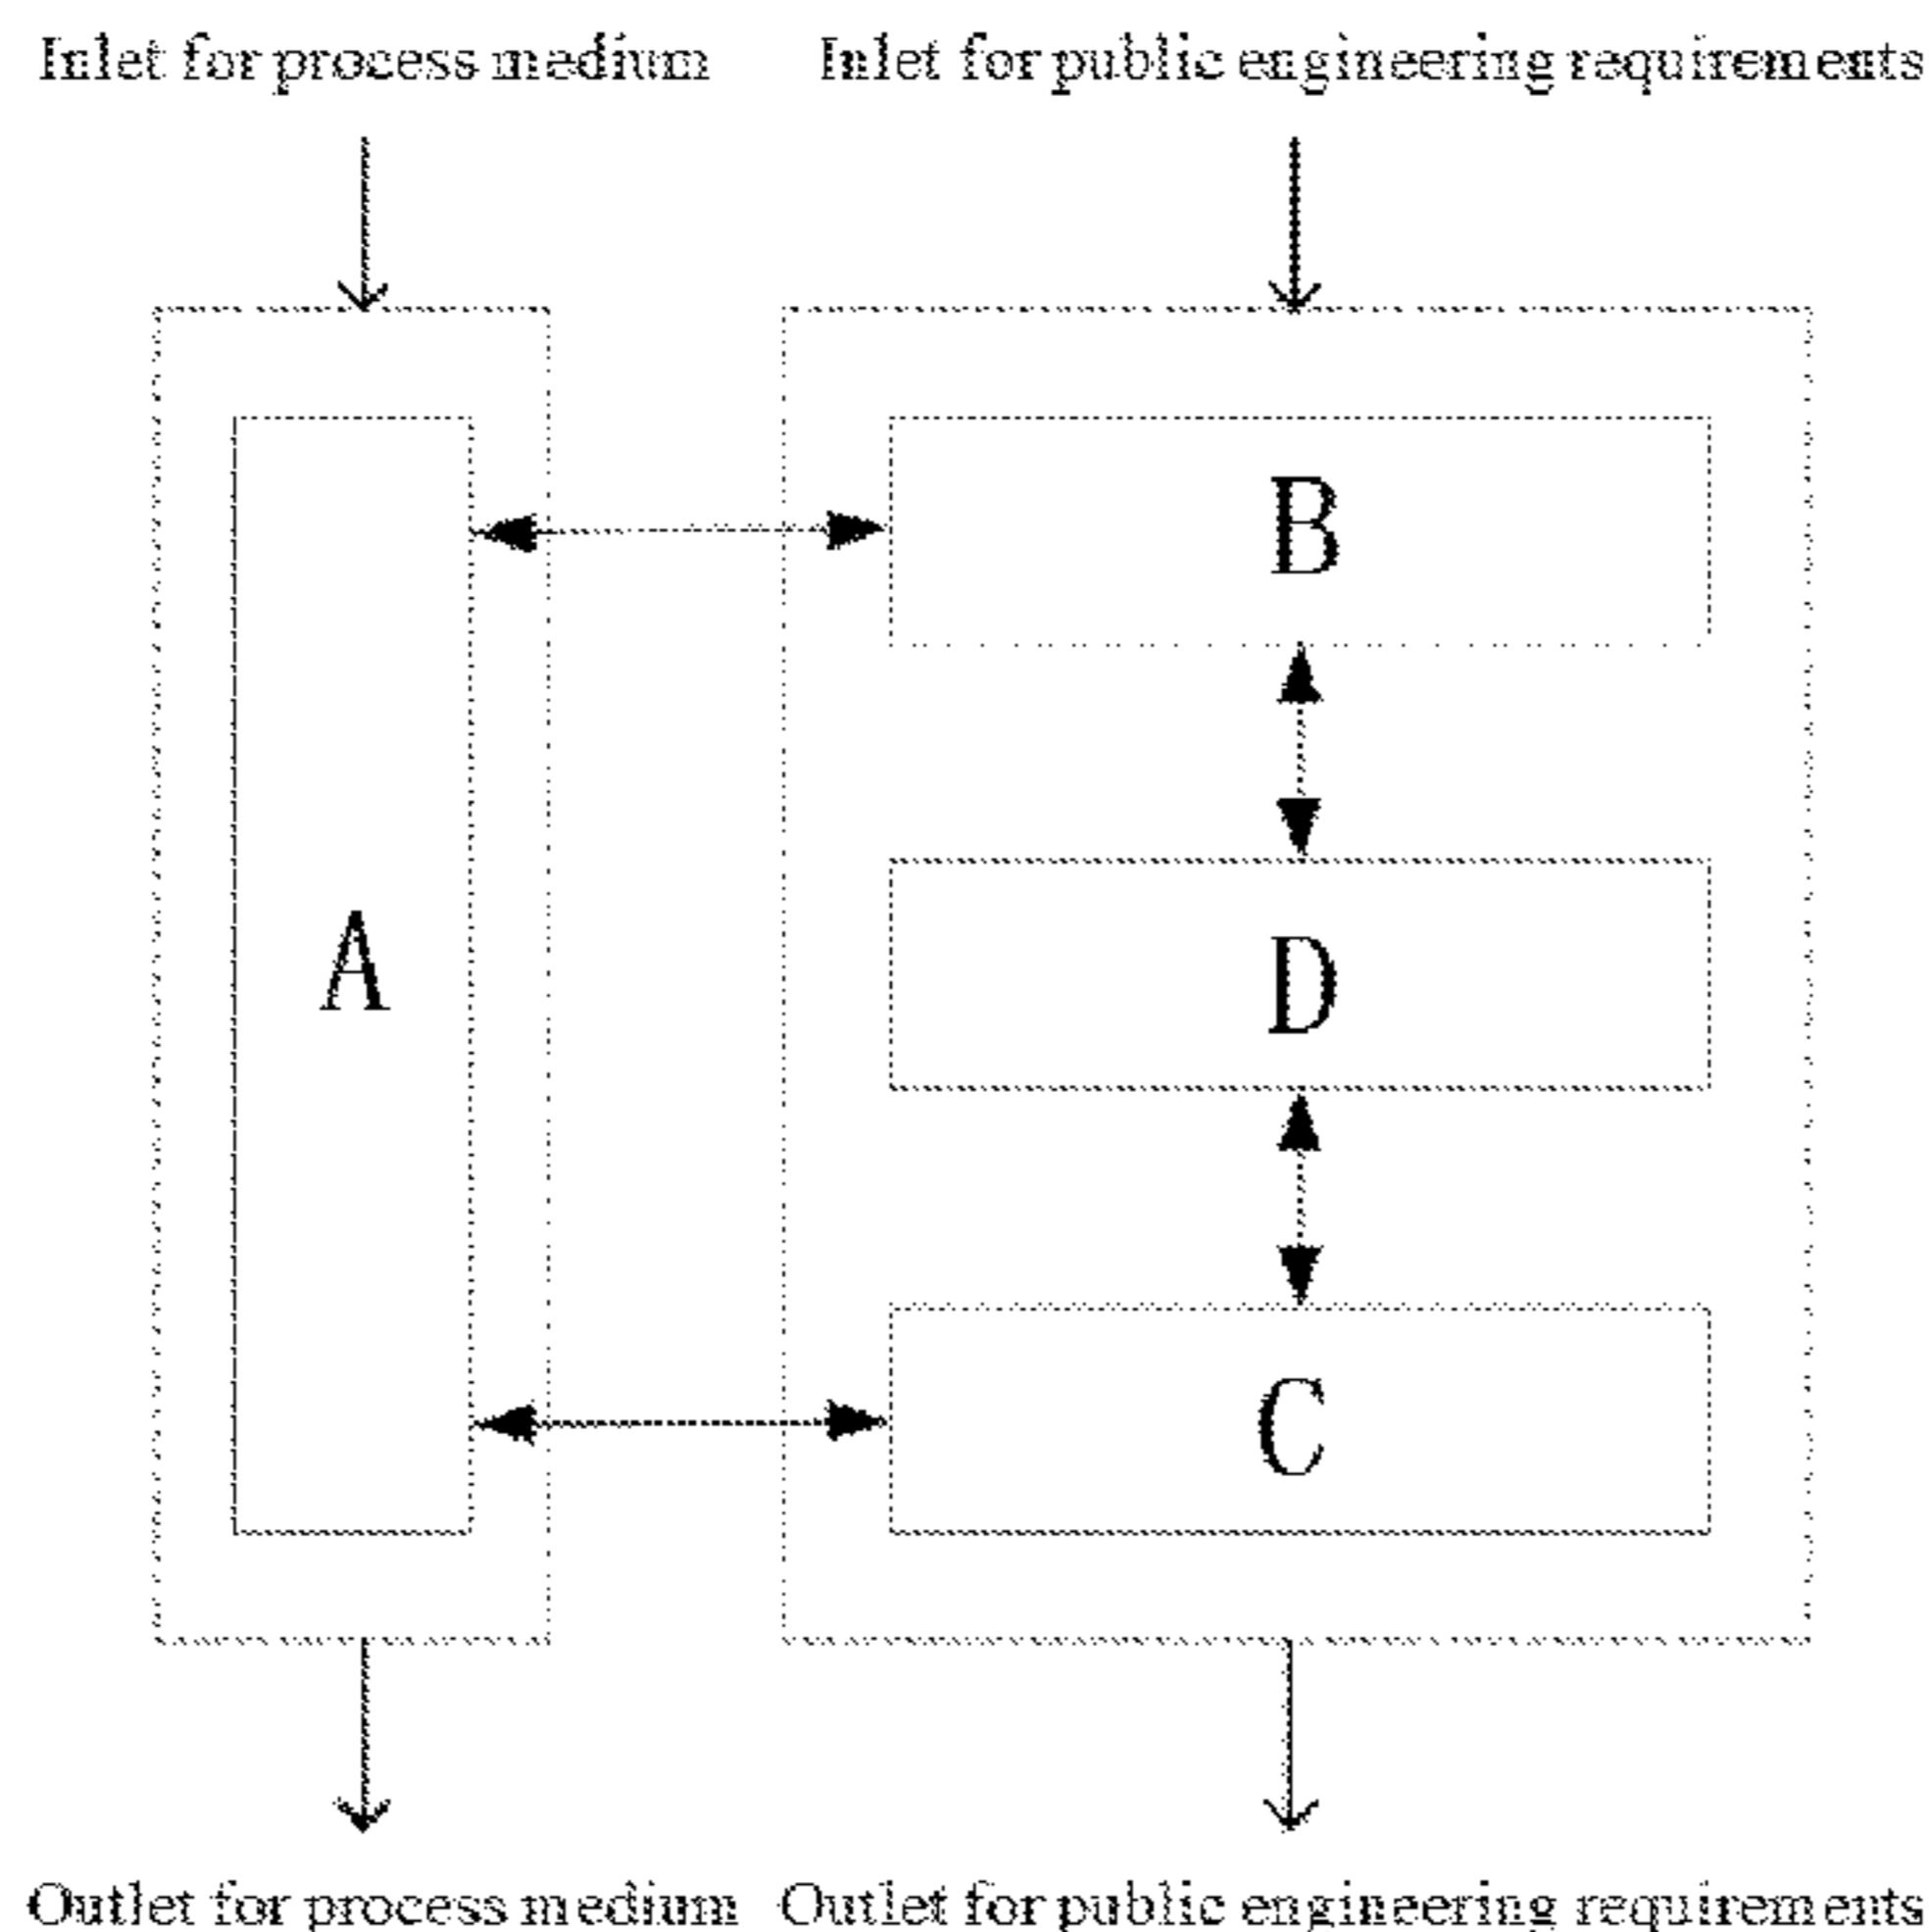 Inlet for process medium
Inlet for public engineering requirements
B
A
D
C
Outlet for process medium
Outlet for public engineering requirements